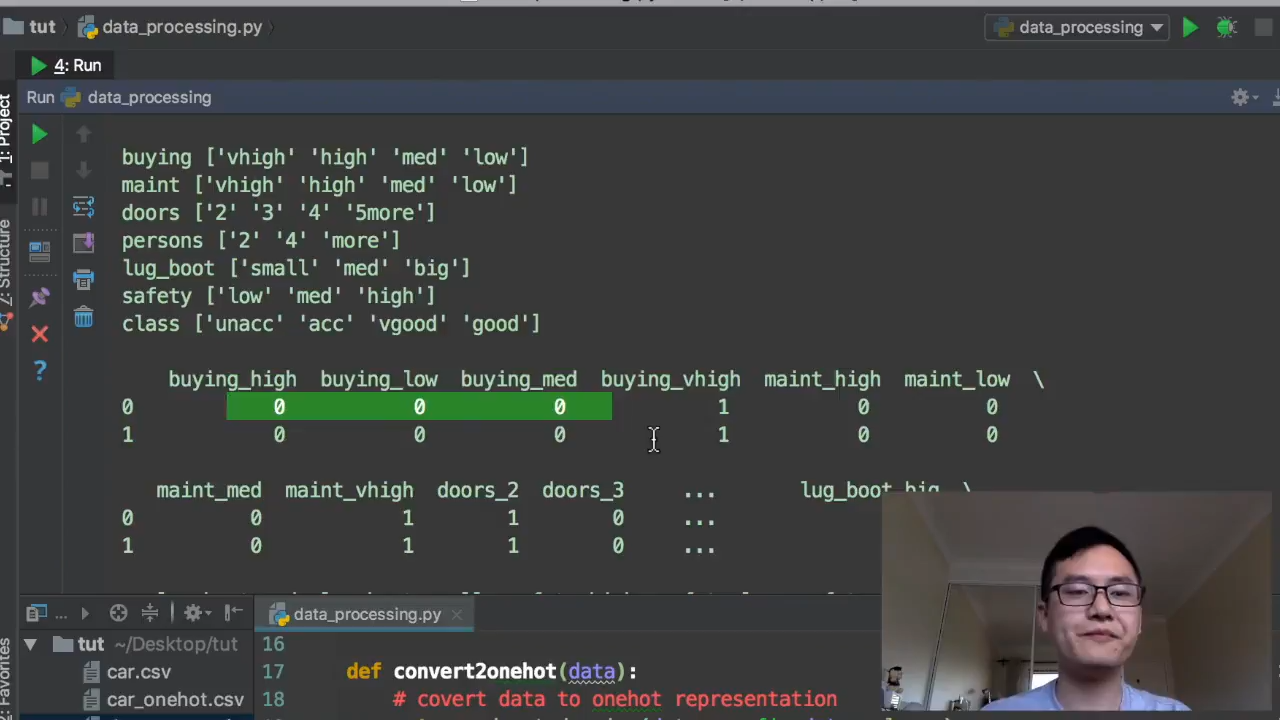 tut data_processing.py data_processing
4: Run
Run data_processing
1: Project
buying ['vhigh' 'high' 'med' 'low']
maint ['vhigh' 'high' 'med' 'low']
doors ['2' '3' '4' '5more']
persons ['2' '4' 'more']
lug_boot ['small' 'med' 'big']
safety ['low' 'med' 'high']
class ['unacc' 'acc' 'vgood' 'good']
buying_high buying_low buying_med buying_vhigh maint_high maint_low \
0 0 0 0 1 0 0
1 0 0 0 1 0 0
maint_med maint_vhigh doors_2 doors_3 ... lug_boot_big \
0 0 1 1 0 ...
1 0 1 1 0 ...
Z: Structure
... data_processing.py
2: Favorites
tut ~/Desktop/tut
car.csv
car_onehot.csv
16
17 def convert2onehot(data):
18 # covert data to onehot representation